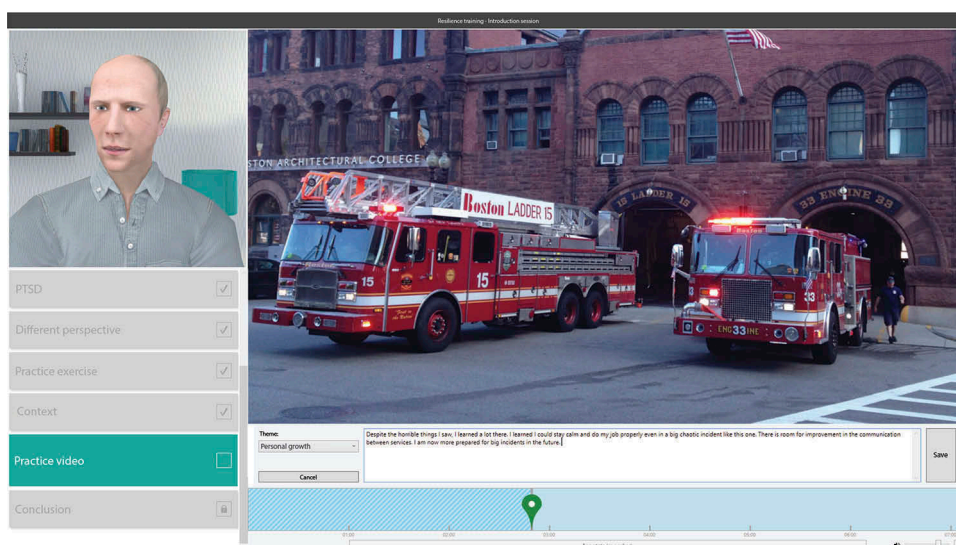 Resilience training - Introduction session
STON ARCHITECTURAL COLLEGE
Boston LADDER 15
15 LADDER 15
33 ENGINE 33
15
15
33
ENG33INE
PTSD
Different perspective
Practice exercise
Context
Practice video
Conclusion
Theme:
Personal growth
Cancel
Despite the horrible things I saw, I learned a lot there. I learned I could stay calm and do my job properly even in a big chaotic incident like this one. There is room for improvement in the communication
between services. I am now more prepared for big incidents in the future.
Save
01:00 02:00 03:00 04:00 05:00 06:00 07:00